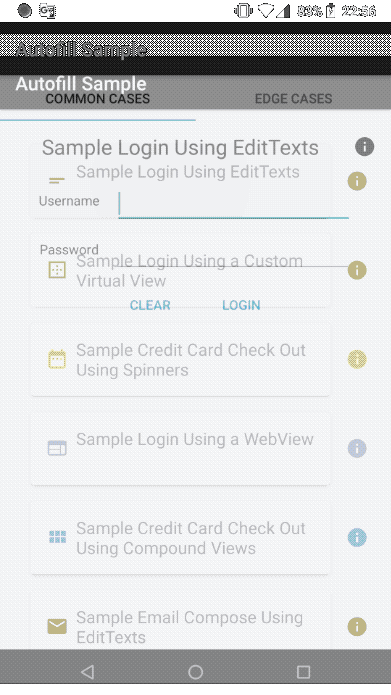 89% 22:56
Autofill Sample
Autofill Sample
COMMON CASES EDGE CASES
Sample Login Using EditTexts
Sample Login Using EditTexts
Username
Password
Sample Login Using a Custom
Virtual View
CLEAR LOGIN
Sample Credit Card Check Out
Using Spinners
Sample Login Using a WebView
Sample Credit Card Check Out
Using Compound Views
Sample Email Compose Using
EditTexts